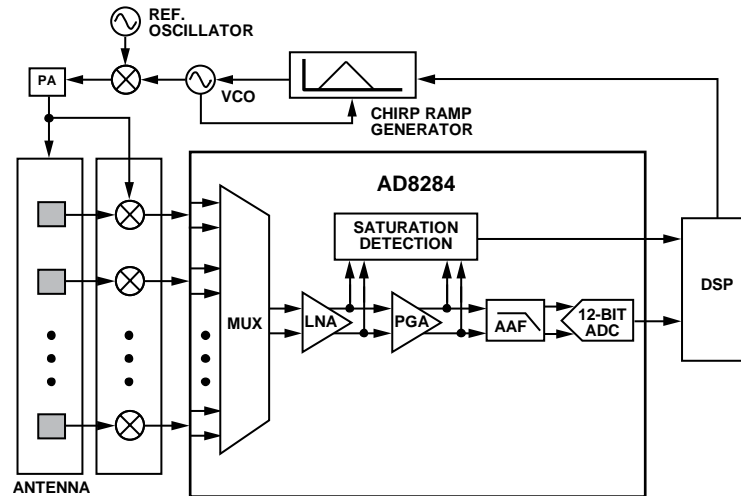 REF.
OSCILLATOR
PA
VCO
CHIRP RAMP
GENERATOR
AD8284
SATURATION
DETECTION
DSP
MUX
LNA
PGA
AAF
12-BIT
ADC
ANTENNA